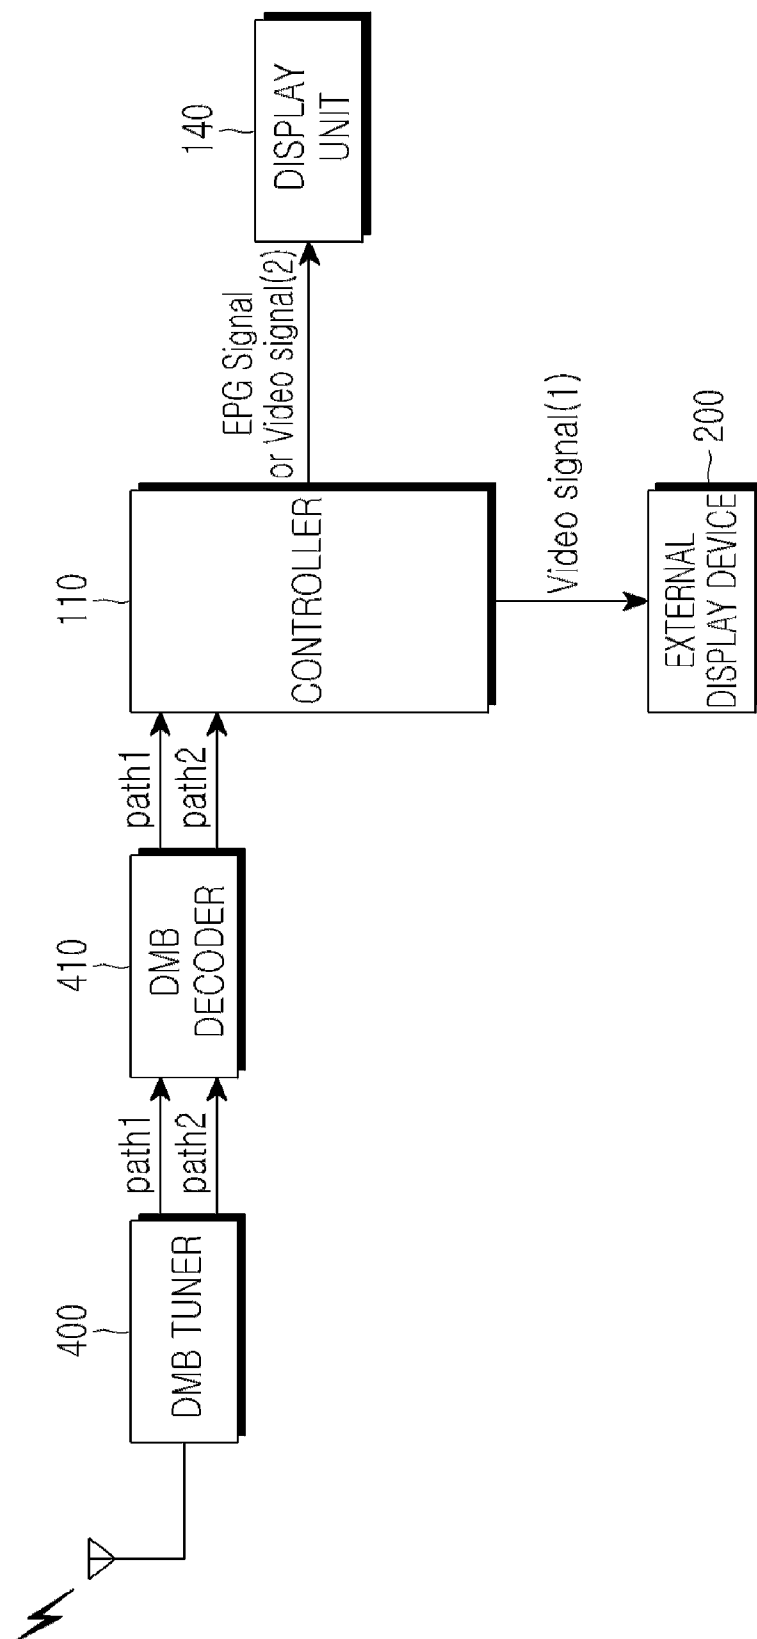 400
DMB TUNER
path1
path2
410
DMB
DECODER
path1
path2
110
CONTROLLER
EPG Signal
or Video signal(2)
140
DISPLAY
UNIT
Video signal(1)
200
EXTERNAL
DISPLAY DEVICE